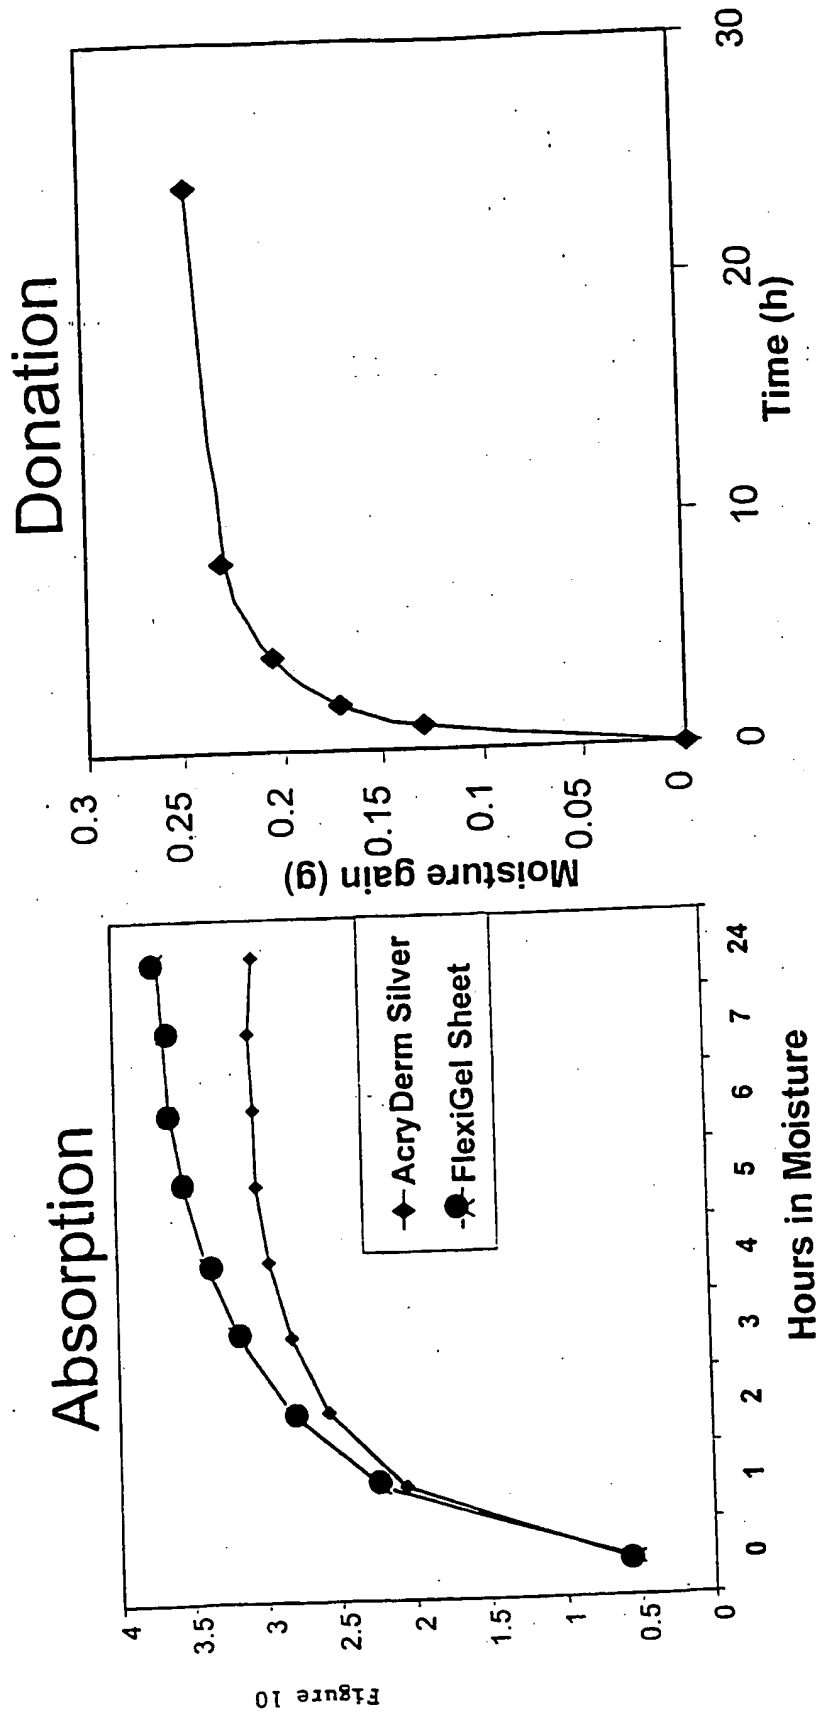 Figure 10
Absorption
4
3.5
3
2.5
2
1.5
1
0.5
0
0 1 2 3 4 5 6 7 24
Hours in Moisture
AcryDerm Silver
FlexiGel Sheet
Donation
Moisture gain (g)
0.3
0.25
0.2
0.15
0.1
0.05
0
0 10 20 30
Time (h)